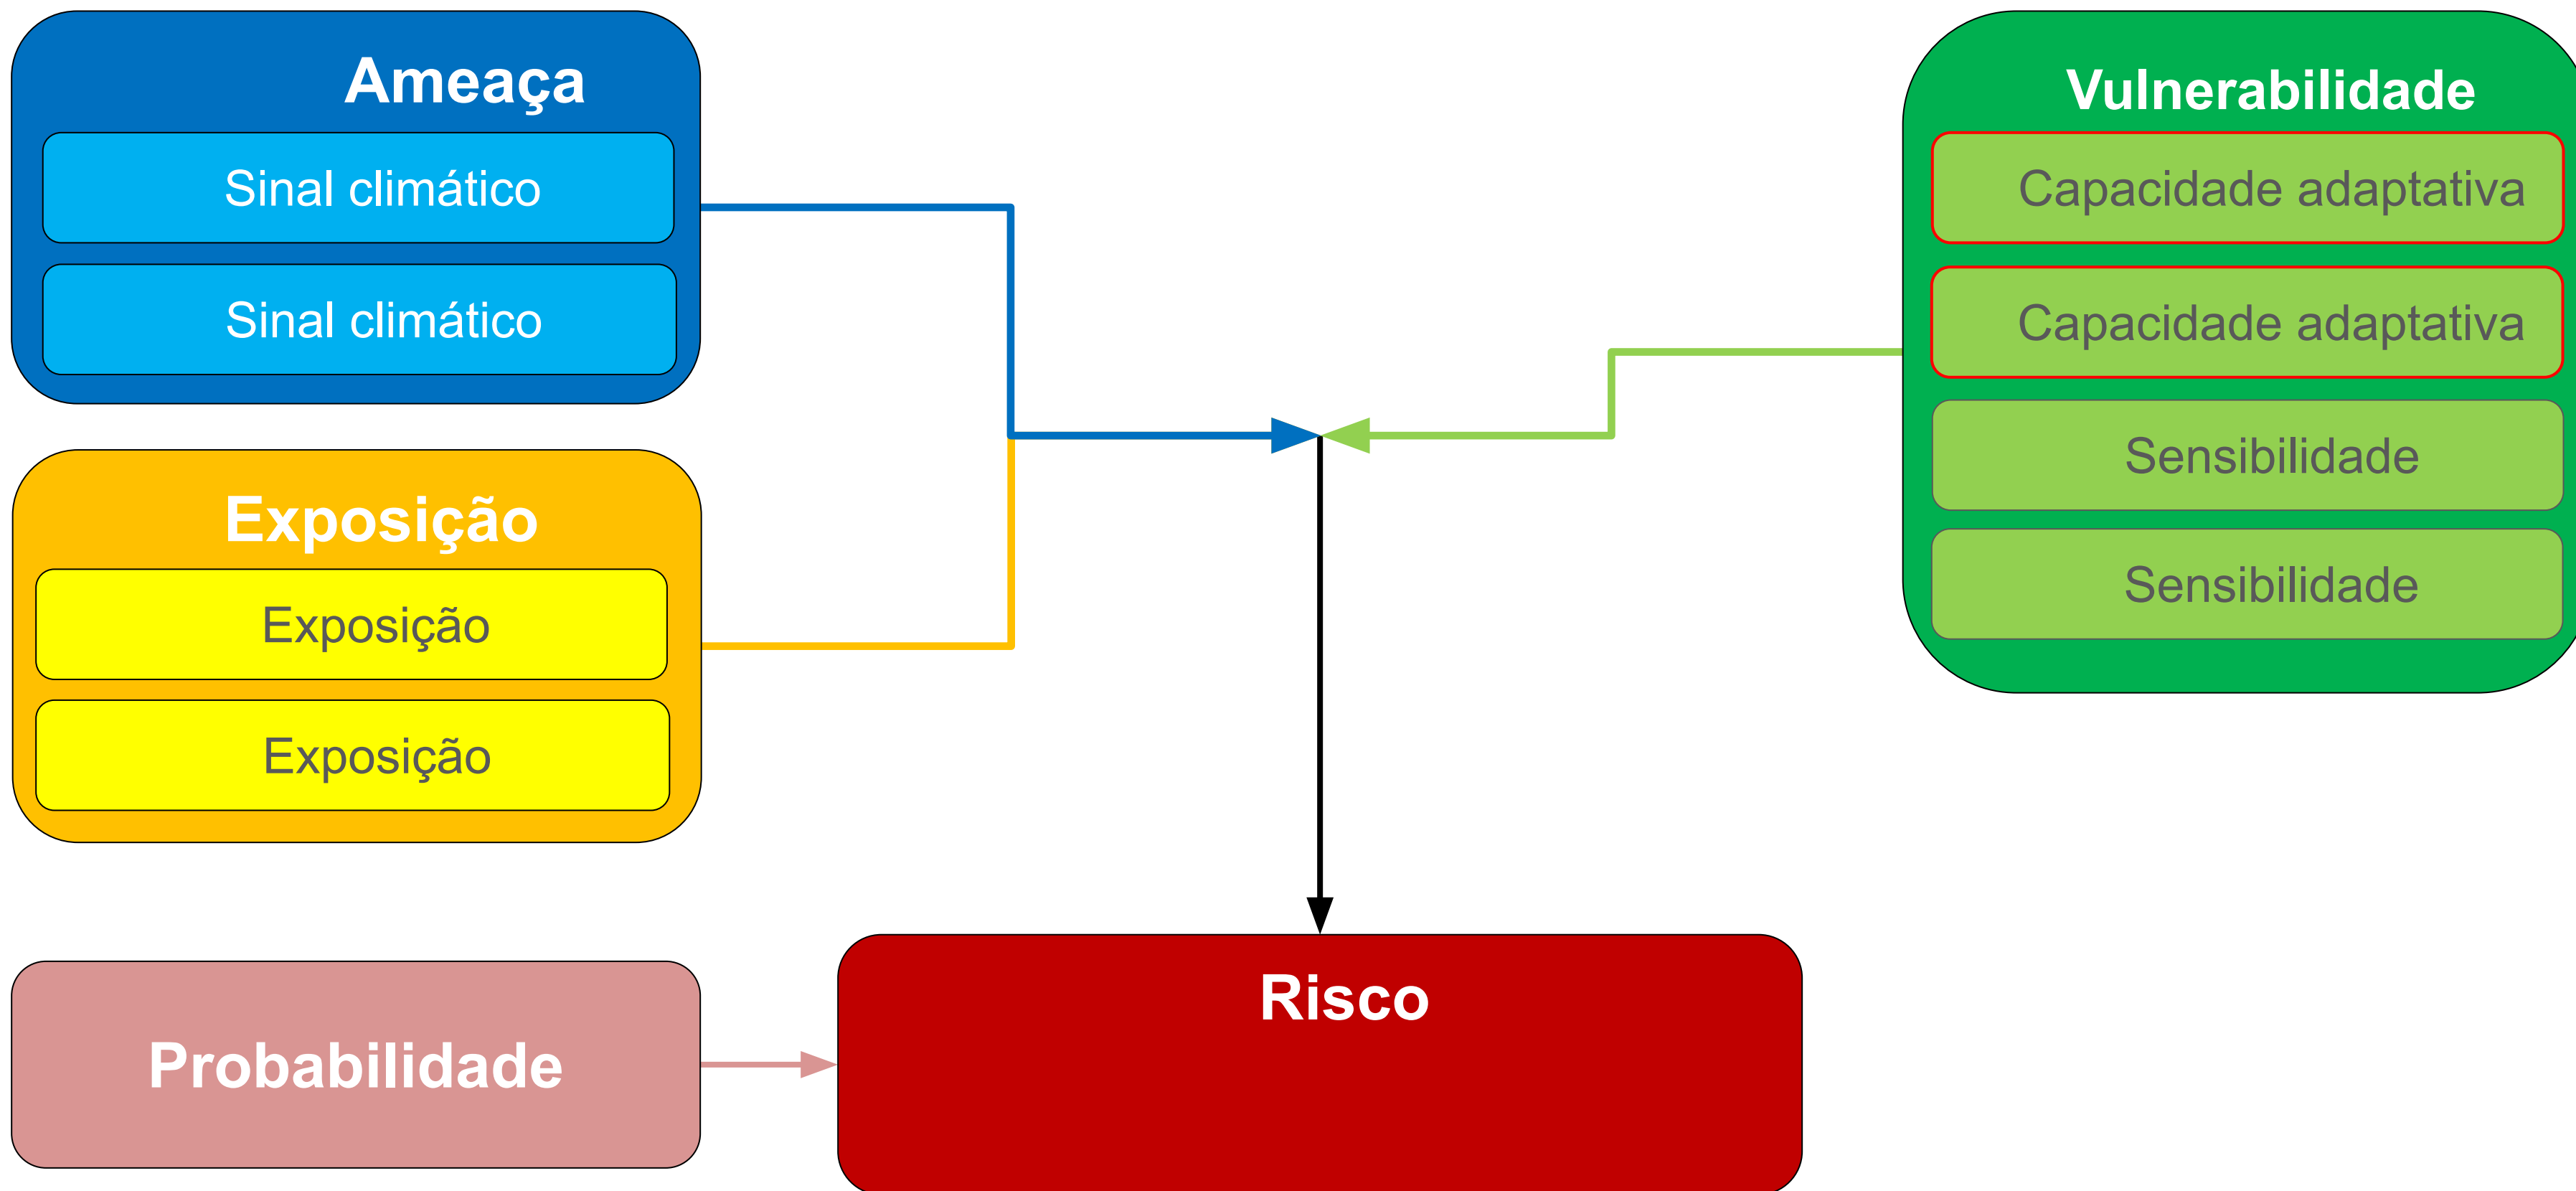 Ameaça
Sinal climático
Sinal climático
Exposição
Exposição
Exposição
Vulnerabilidade
Capacidade adaptativa
Capacidade adaptativa
Sensibilidade
Sensibilidade
Probabilidade
Risco